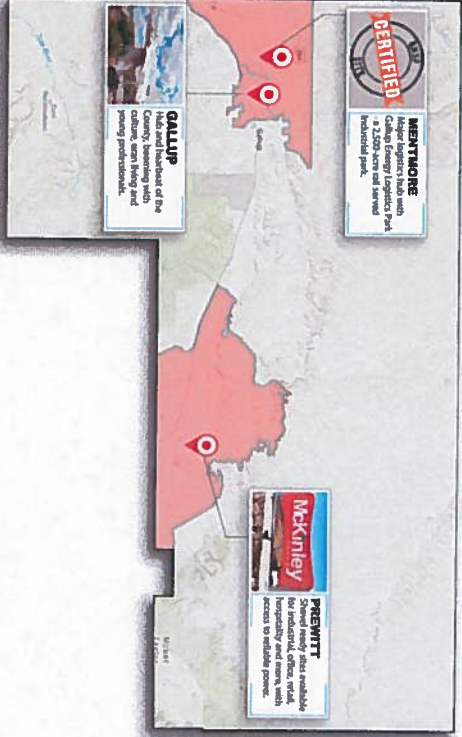 CERTIFIED
MENTMORE
Major logistics hub with
Gallup Energy Logistics Park
- a 2,500-acre rail served
industrial park.
GALLUP
Hub and heartbeat of the
County, booming with
culture, urban living and
young professionals.
Gallup
McKinley
PREWITT
Shovel ready sites available
for industrial, office, retail,
hospitality and more, with
access to reliable power.